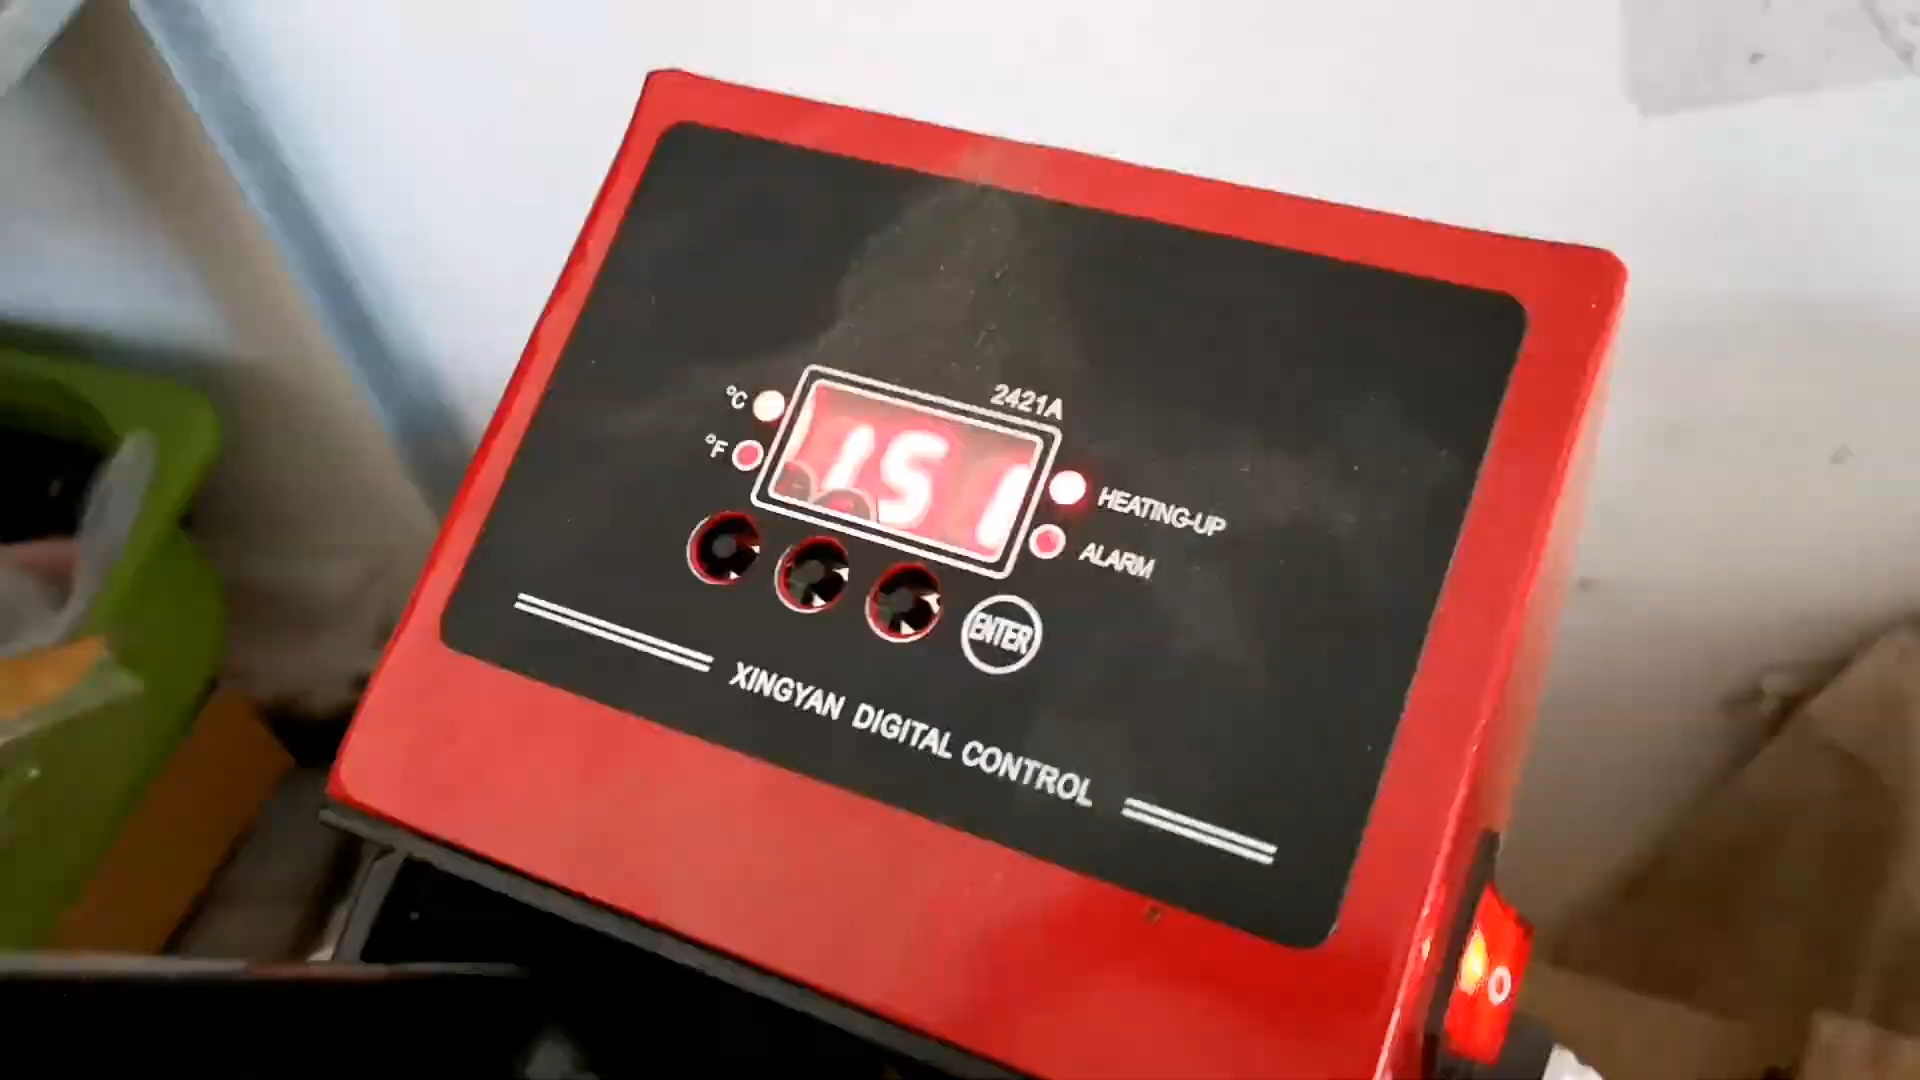 2421A
°C
°F
151
HEATING-UP
ALARM
ENTER
XINGYAN DIGITAL CONTROL
O